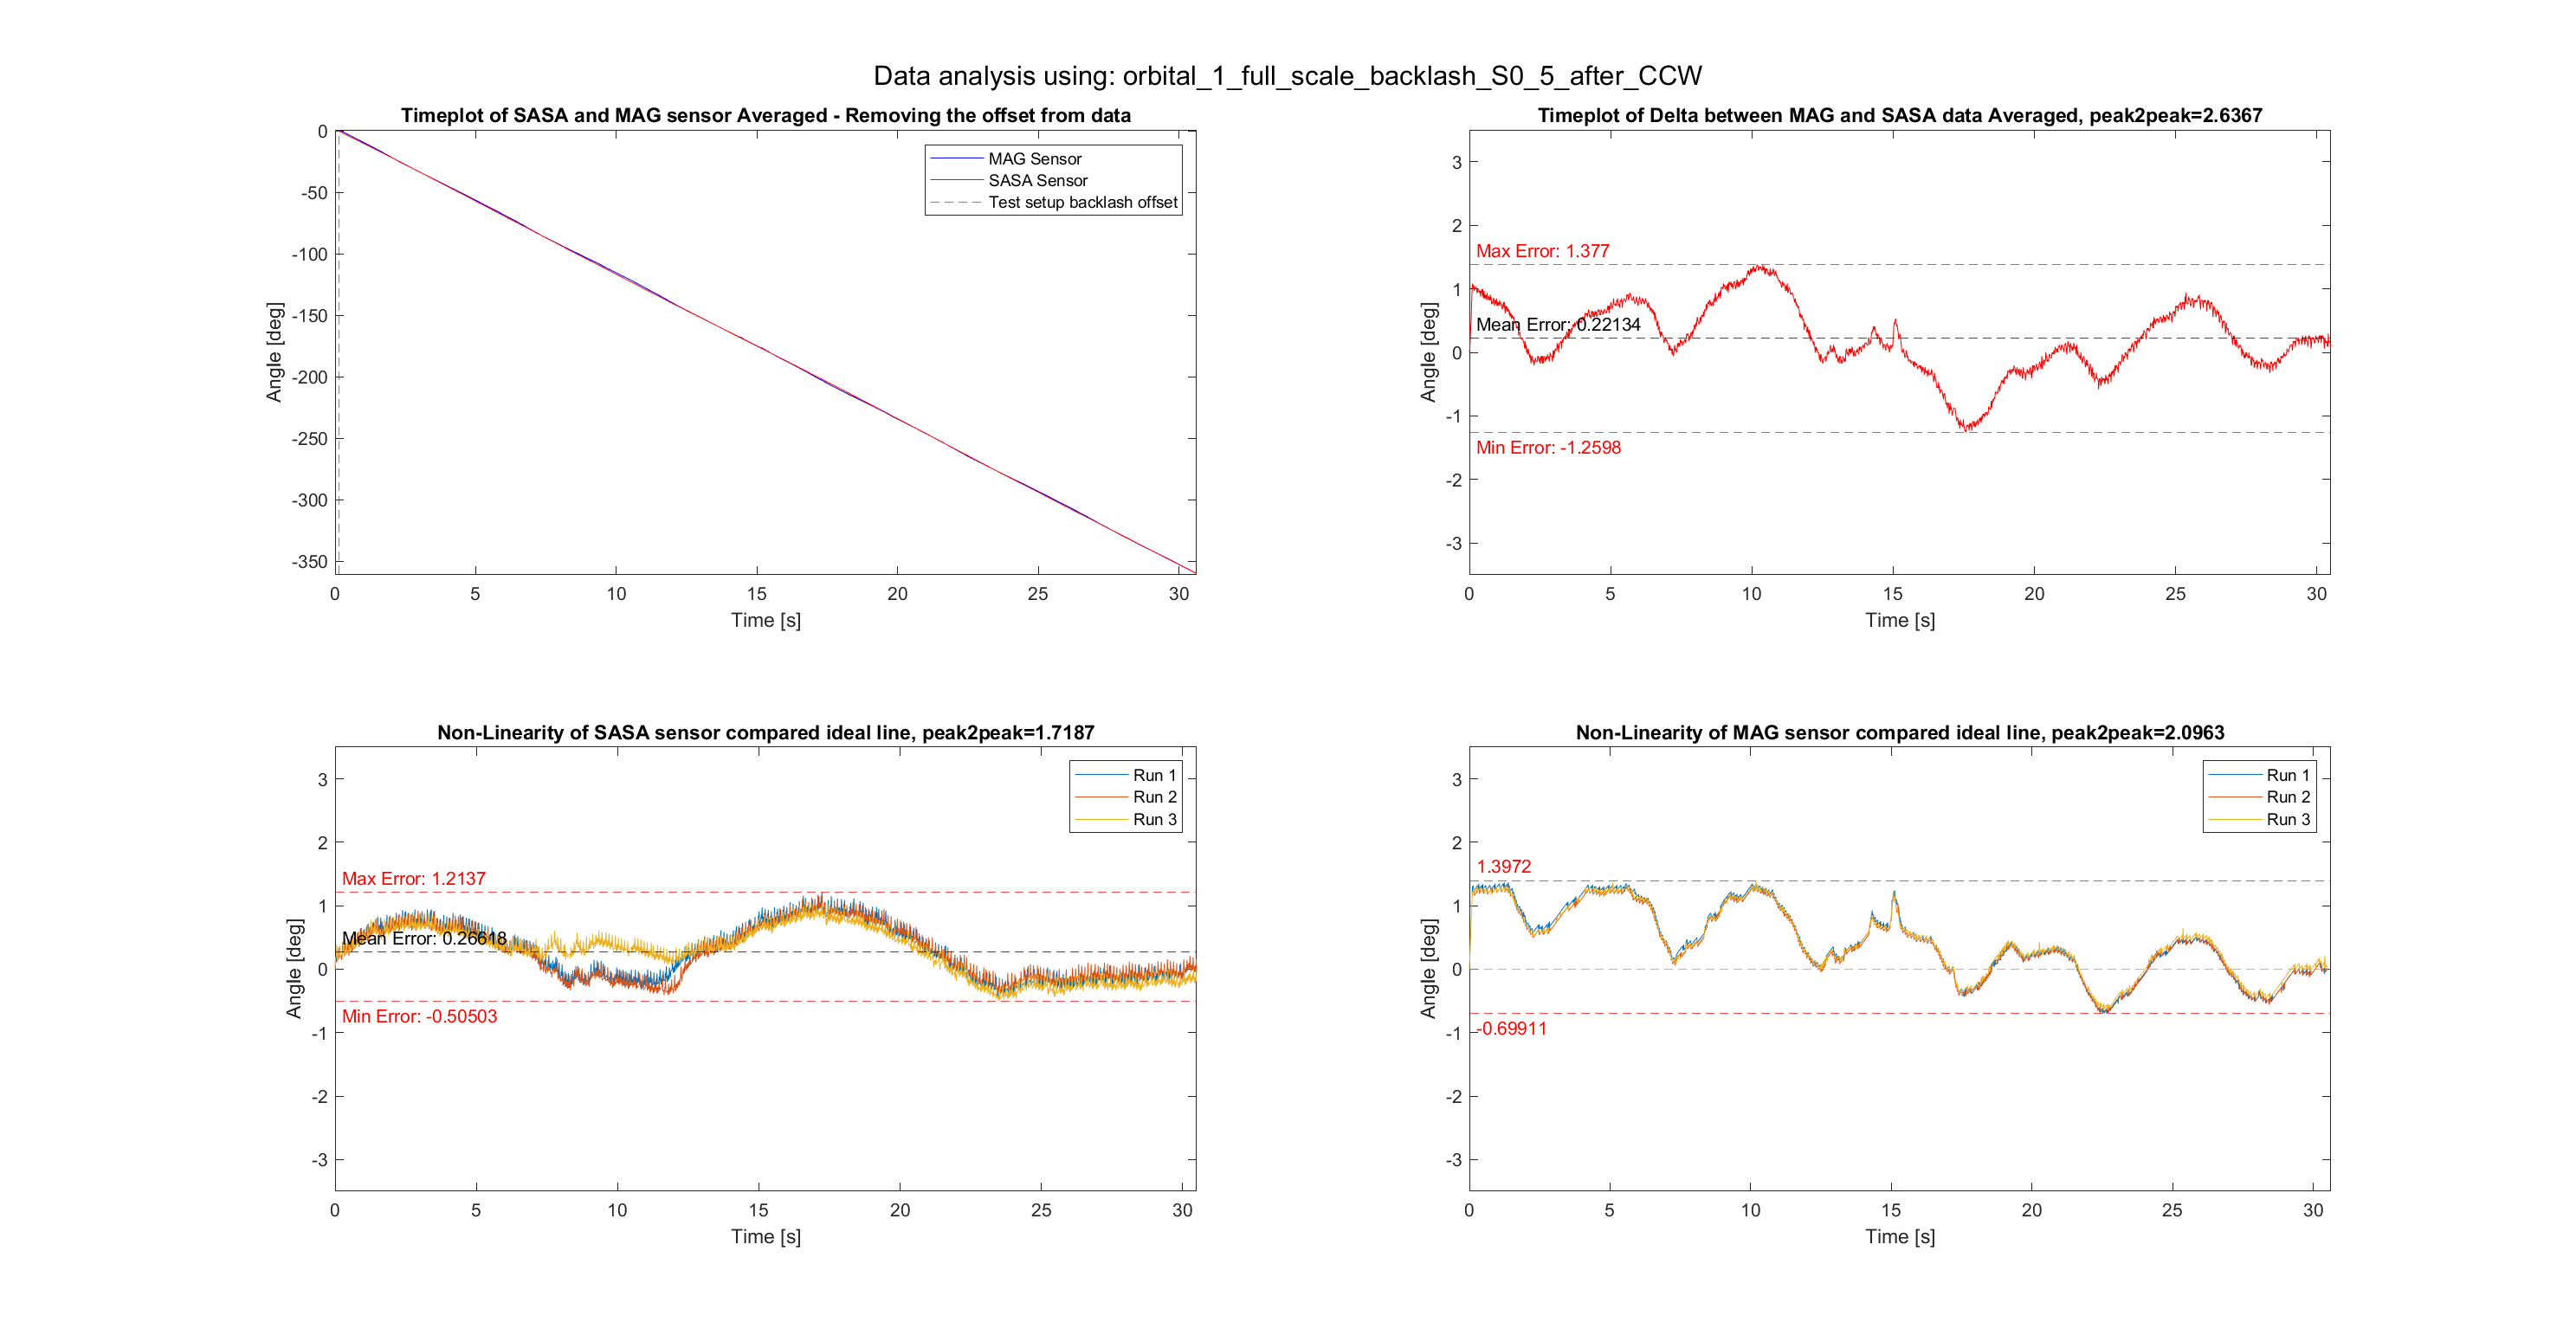 Data analysis using: orbital_1_full_scale_backlash_S0_5_after_CCW
Timeplot of SASA and MAG sensor Averaged - Removing the offset from data
0
-50
-100
-150
-200
-250
-300
-350
Angle [deg]
0 5 10 15 20 25 30
Time [s]
MAG Sensor
SASA Sensor
Test setup backlash offset
Timeplot of Delta between MAG and SASA data Averaged, peak2peak=2.6367
3
2
1
0
-1
-2
-3
Angle [deg]
Max Error: 1.377
Mean Error: 0.22134
Min Error: -1.2598
0 5 10 15 20 25 30
Time [s]
Non-Linearity of SASA sensor compared ideal line, peak2peak=1.7187
3
2
1
0
-1
-2
-3
Angle [deg]
Run 1
Run 2
Run 3
Max Error: 1.2137
Mean Error: 0.26618
Min Error: -0.50503
0 5 10 15 20 25 30
Time [s]
Non-Linearity of MAG sensor compared ideal line, peak2peak=2.0963
3
2
1
0
-1
-2
-3
Angle [deg]
Run 1
Run 2
Run 3
1.3972
-0.69911
0 5 10 15 20 25 30
Time [s]